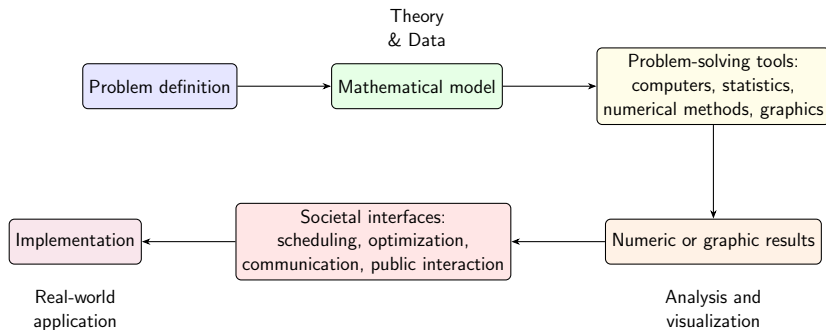 Theory
& Data
Problem definition
Mathematical model
Problem-solving tools:
computers, statistics,
numerical methods, graphics
Implementation
Societal interfaces:
scheduling, optimization,
communication, public interaction
Numeric or graphic results
Real-world
application
Analysis and
visualization